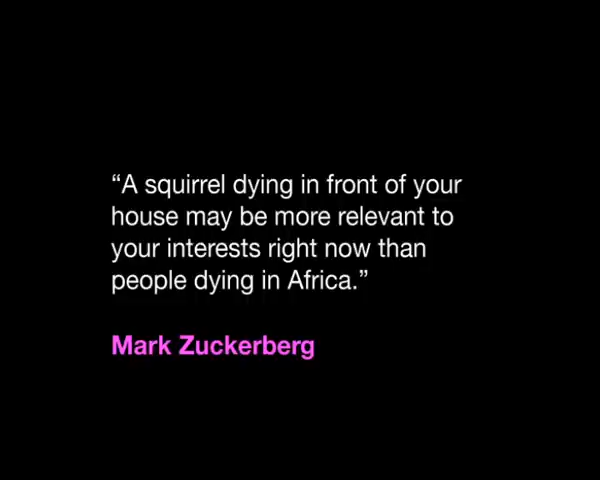 “A squirrel dying in front of your
house may be more relevant to
your interests right now than
people dying in Africa.”
Mark Zuckerberg